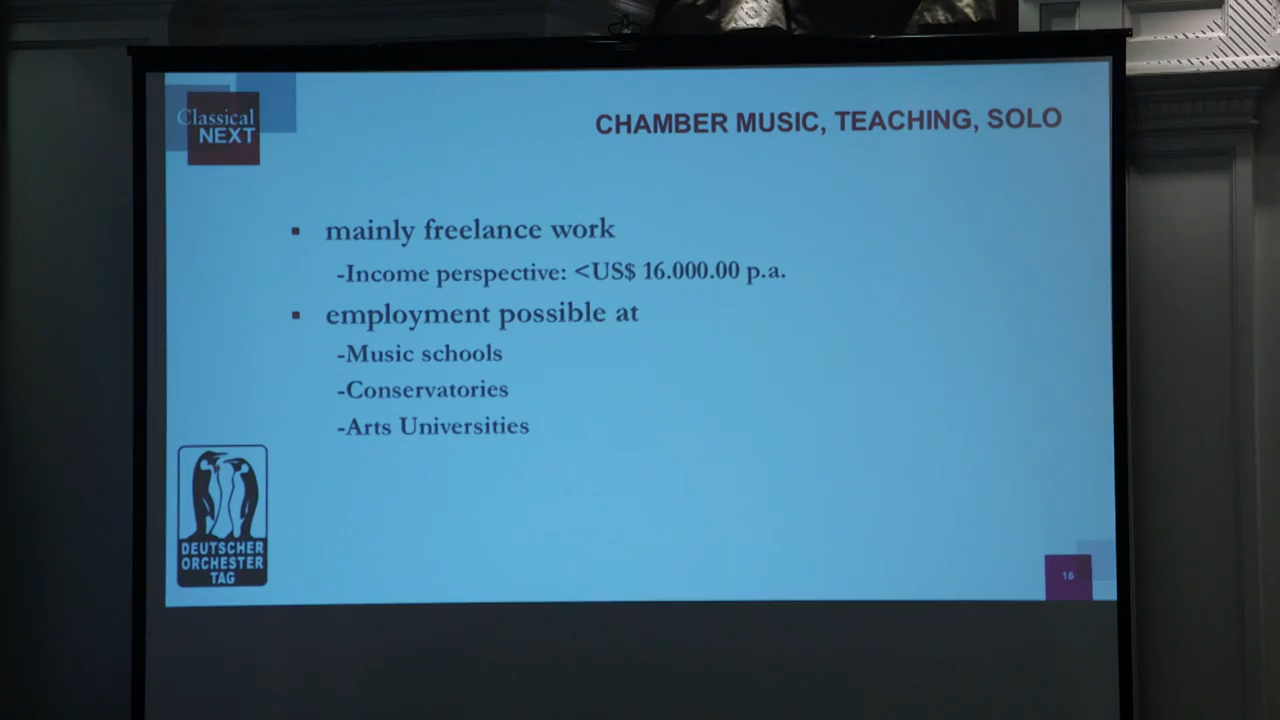 Classical
NEXT
CHAMBER MUSIC, TEACHING, SOLO
▪ mainly freelance work
-Income perspective: <US$ 16.000.00 p.a.
▪ employment possible at
-Music schools
-Conservatories
-Arts Universities
DEUTSCHER
ORCHESTER
TAG
16